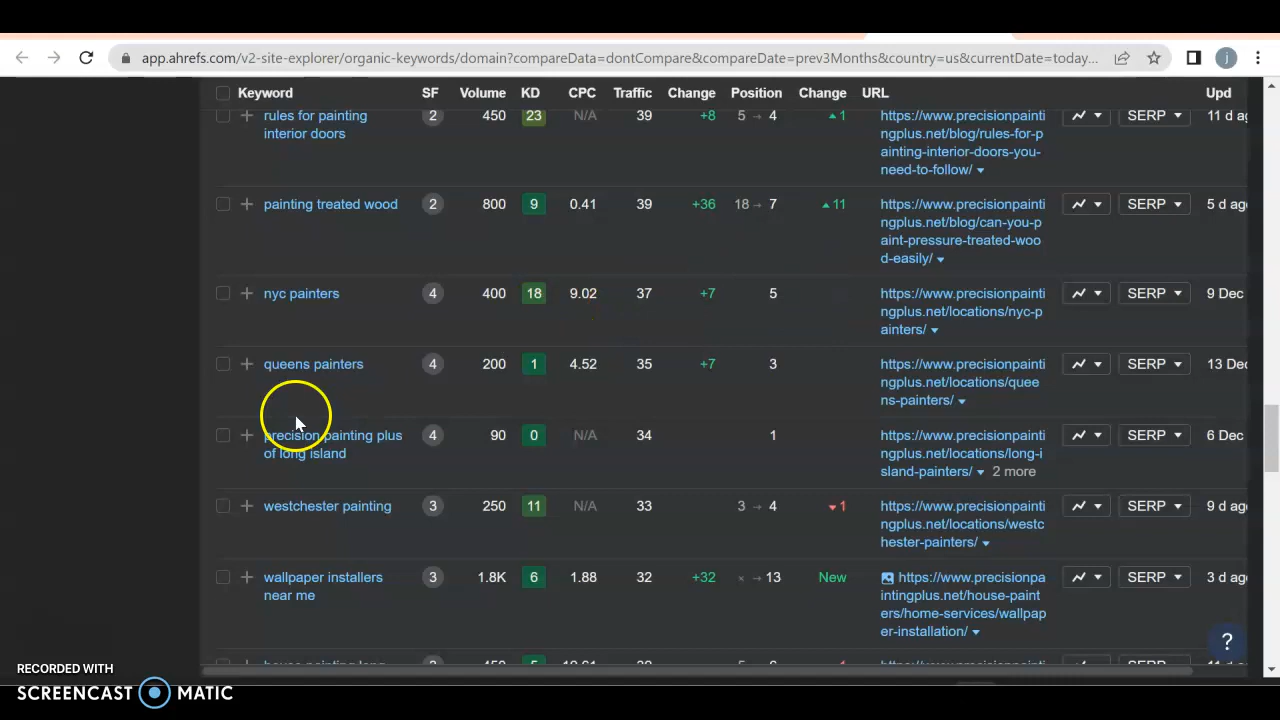 app.ahrefs.com/v2-site-explorer/organic-keywords/domain?compareData=dontCompare&compareDate=prev3Months&country=us&currentDate=today...
j
Keyword SF Volume KD CPC Traffic Change Position Change URL Upd
rules for painting interior doors 2 450 23 N/A 39 +8 5 → 4 1 https://www.precisionpainti
ngplus.net/blog/rules-for-p
ainting-interior-doors-you-
need-to-follow/ SERP 11 d ag
painting treated wood 2 800 9 0.41 39 +36 18 → 7 11 https://www.precisionpainti
ngplus.net/blog/can-you-p
aint-pressure-treated-woo
d-easily/ SERP 5 d ago
nyc painters 4 400 18 9.02 37 +7 5 https://www.precisionpainti
ngplus.net/locations/nyc-p
ainters/ SERP 9 Dec
queens painters 4 200 1 4.52 35 +7 3 https://www.precisionpainti
ngplus.net/locations/quee
ns-painters/ SERP 13 Dec
precision painting plus of long island 4 90 0 N/A 34 1 https://www.precisionpainti
ngplus.net/locations/long-i
sland-painters/ 2 more SERP 6 Dec
westchester painting 3 250 11 N/A 33 3 → 4 1 https://www.precisionpainti
ngplus.net/locations/westc
hester-painters/ SERP 9 d ago
wallpaper installers near me 3 1.8K 6 1.88 32 +32 × → 13 New https://www.precisionpa
intingplus.net/house-paint
ers/home-services/wallpap
er-installation/ SERP 3 d ago
?
RECORDED WITH
SCREENCAST MATIC